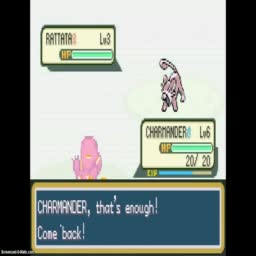 RATTATA♀ Lv3
HP
CHARMANDER♂ Lv6
HP
20/ 20
EXP
CHARMANDER, that's enough!
Come back!